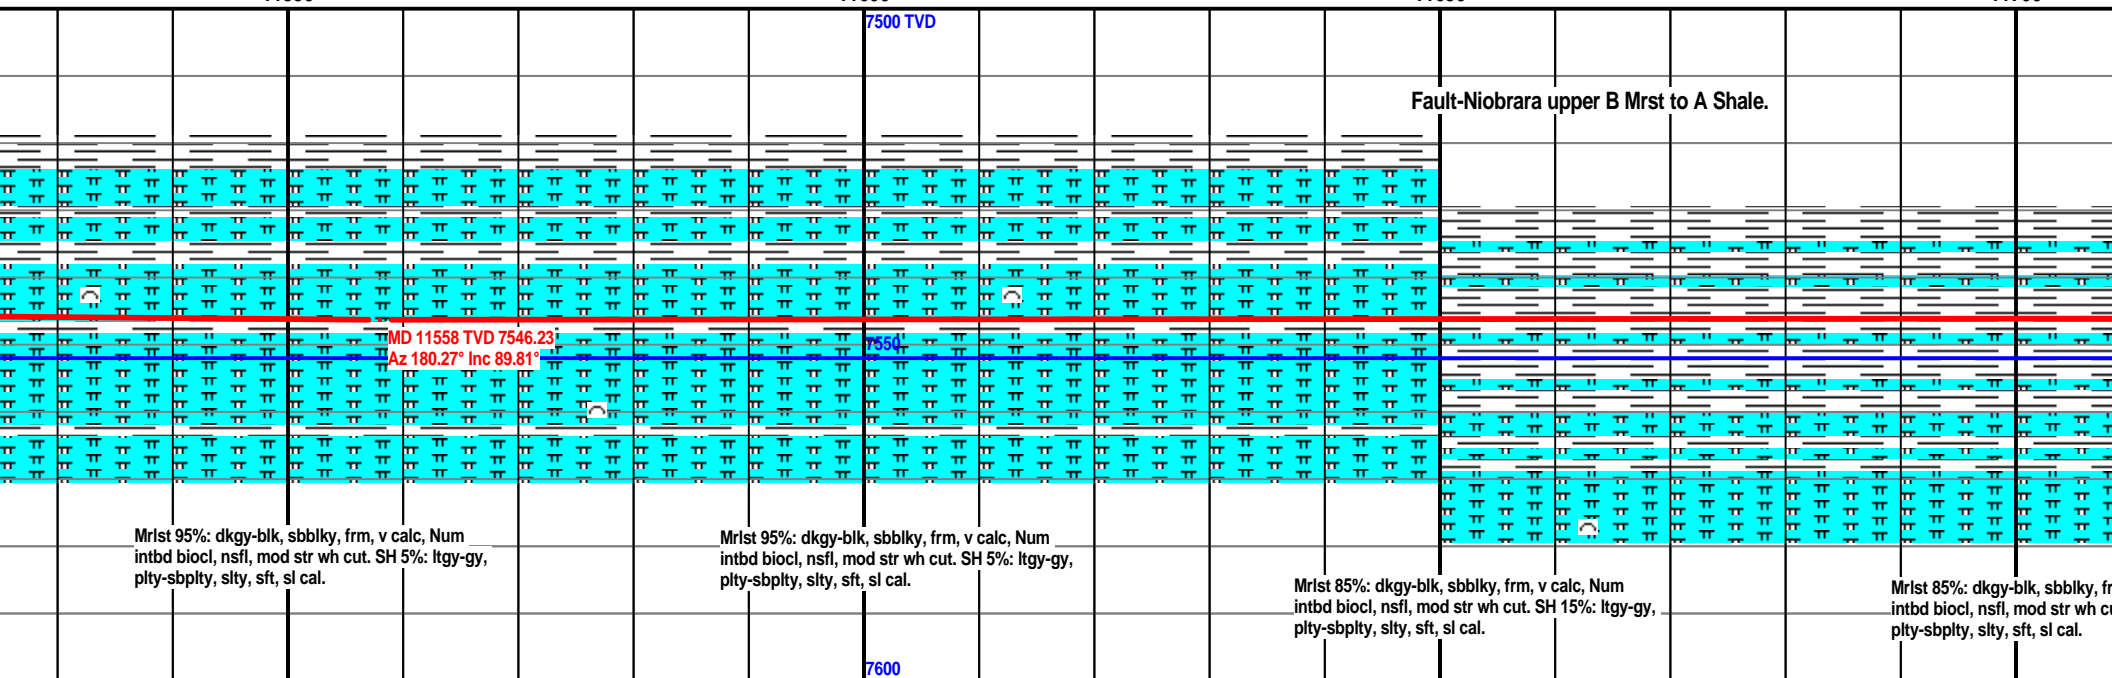 7500 TVD
Fault-Niobrara upper B Mrst to A Shale.
MD 11558 TVD 7546.23
Az 180.27° Inc 89.81°
7550
Mrlst 95%: dkgy-blk, sbblky, frm, v calc, Num
intbd biocl, nsfl, mod str wh cut. SH 5%: ltgy-gy,
plty-sbplty, slty, sft, sl cal.
Mrlst 95%: dkgy-blk, sbblky, frm, v calc, Num
intbd biocl, nsfl, mod str wh cut. SH 5%: ltgy-gy,
plty-sbplty, slty, sft, sl cal.
Mrlst 85%: dkgy-blk, sbblky, frm, v calc, Num
intbd biocl, nsfl, mod str wh cut. SH 15%: ltgy-gy,
plty-sbplty, slty, sft, sl cal.
Mrlst 85%: dkgy-blk, sbblky,
intbd biocl, nsfl, mod str wh
plty-sbplty, slty, sft, sl cal.
7600